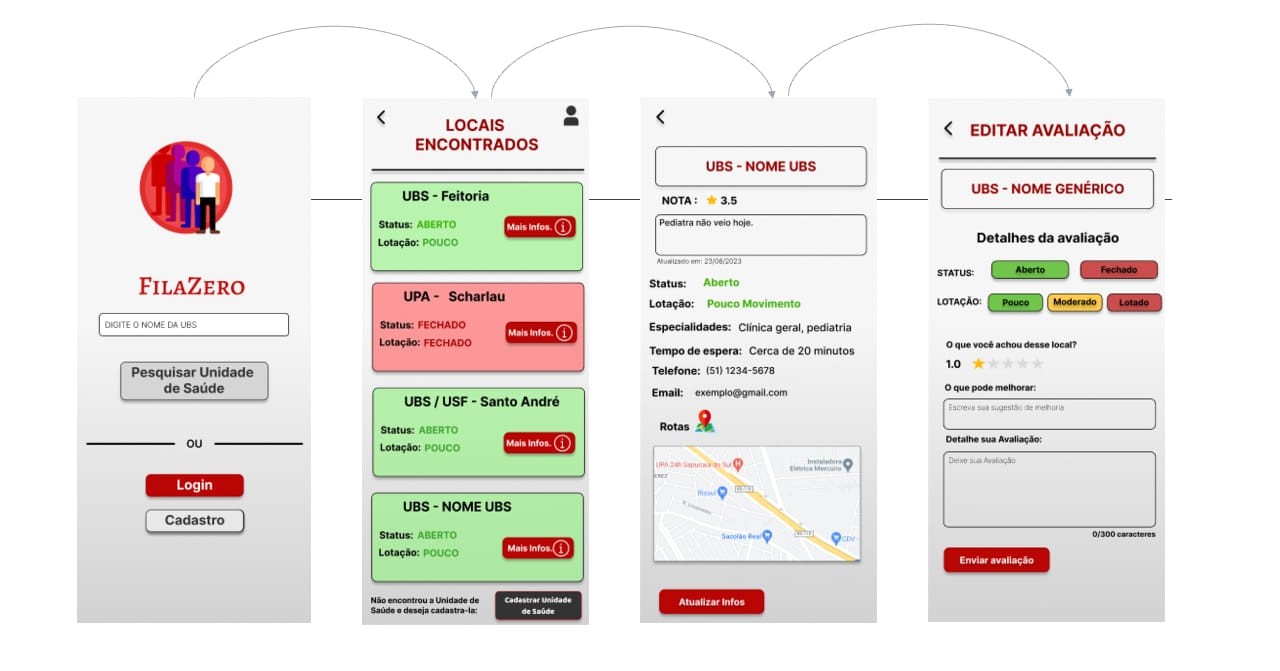 FILAZERO
DIGITE O NOME DA UBS
Pesquisar Unidade
de Saúde
OU
Login
Cadastro
LOCAIS
ENCONTRADOS
UBS - Feitoria
Status: ABERTO
Lotação: POUCO
Mais Infos.
UPA - Scharlau
Status: FECHADO
Lotação: FECHADO
Mais Infos.
UBS / USF - Santo André
Status: ABERTO
Lotação: POUCO
Mais Infos.
UBS - NOME UBS
Status: ABERTO
Lotação: POUCO
Mais Infos.
Não encontrou a Unidade de
Saúde e deseja cadastra-la:
Cadastrar Unidade
de Saúde
UBS - NOME UBS
NOTA : 3.5
Pediatra não veio hoje.
Atualizado em: 23/08/2023
Status: Aberto
Lotação: Pouco Movimento
Especialidades: Clínica geral, pediatria
Tempo de espera: Cerca de 20 minutos
Telefone: (51) 1234-5678
Email: exemplo@gmail.com
Rotas
UPA 24h Sapucaia do Sul
Instaladora
Elétrica Mercúrio
Rissul
Sacolão Real
CDV
Atualizar Infos
EDITAR AVALIAÇÃO
UBS - NOME GENÉRICO
Detalhes da avaliação
STATUS: Aberto Fechado
LOTAÇÃO: Pouco Moderado Lotado
O que você achou desse local?
1.0
O que pode melhorar:
Escreva sua sugestão de melhoria
Detalhe sua Avaliação:
Deixe sua Avaliação
0/300 caracteres
Enviar avaliação